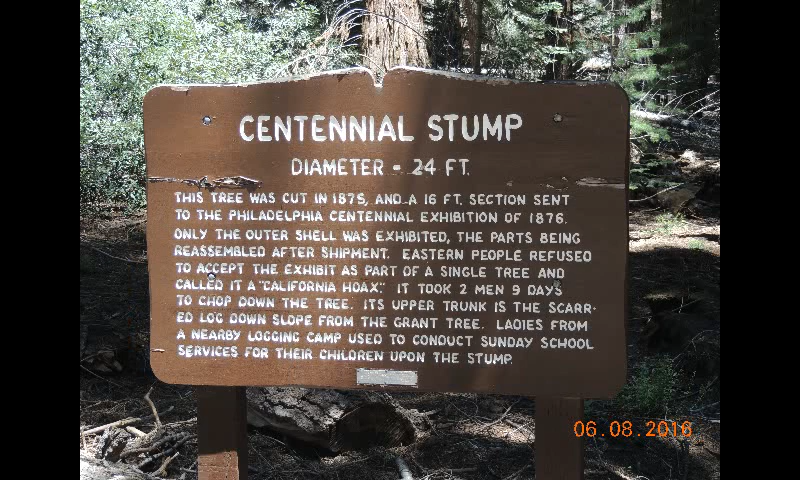 CENTENNIAL STUMP
DIAMETER - 24 FT.
THIS TREE WAS CUT IN 1875, AND A 16 FT. SECTION SENT
TO THE PHILADELPHIA CENTENNIAL EXHIBITION OF 1876.
ONLY THE OUTER SHELL WAS EXHIBITED, THE PARTS BEING
REASSEMBLED AFTER SHIPMENT. EASTERN PEOPLE REFUSED
TO ACCEPT THE EXHIBIT AS PART OF A SINGLE TREE AND
CALLED IT A "CALIFORNIA HOAX." IT TOOK 2 MEN 9 DAYS
TO CHOP DOWN THE TREE. ITS UPPER TRUNK IS THE SCARR-
ED LOG DOWN SLOPE FROM THE GRANT TREE. LADIES FROM
A NEARBY LOGGING CAMP USED TO CONDUCT SUNDAY SCHOOL
SERVICES FOR THEIR CHILDREN UPON THE STUMP.
06.08.2016